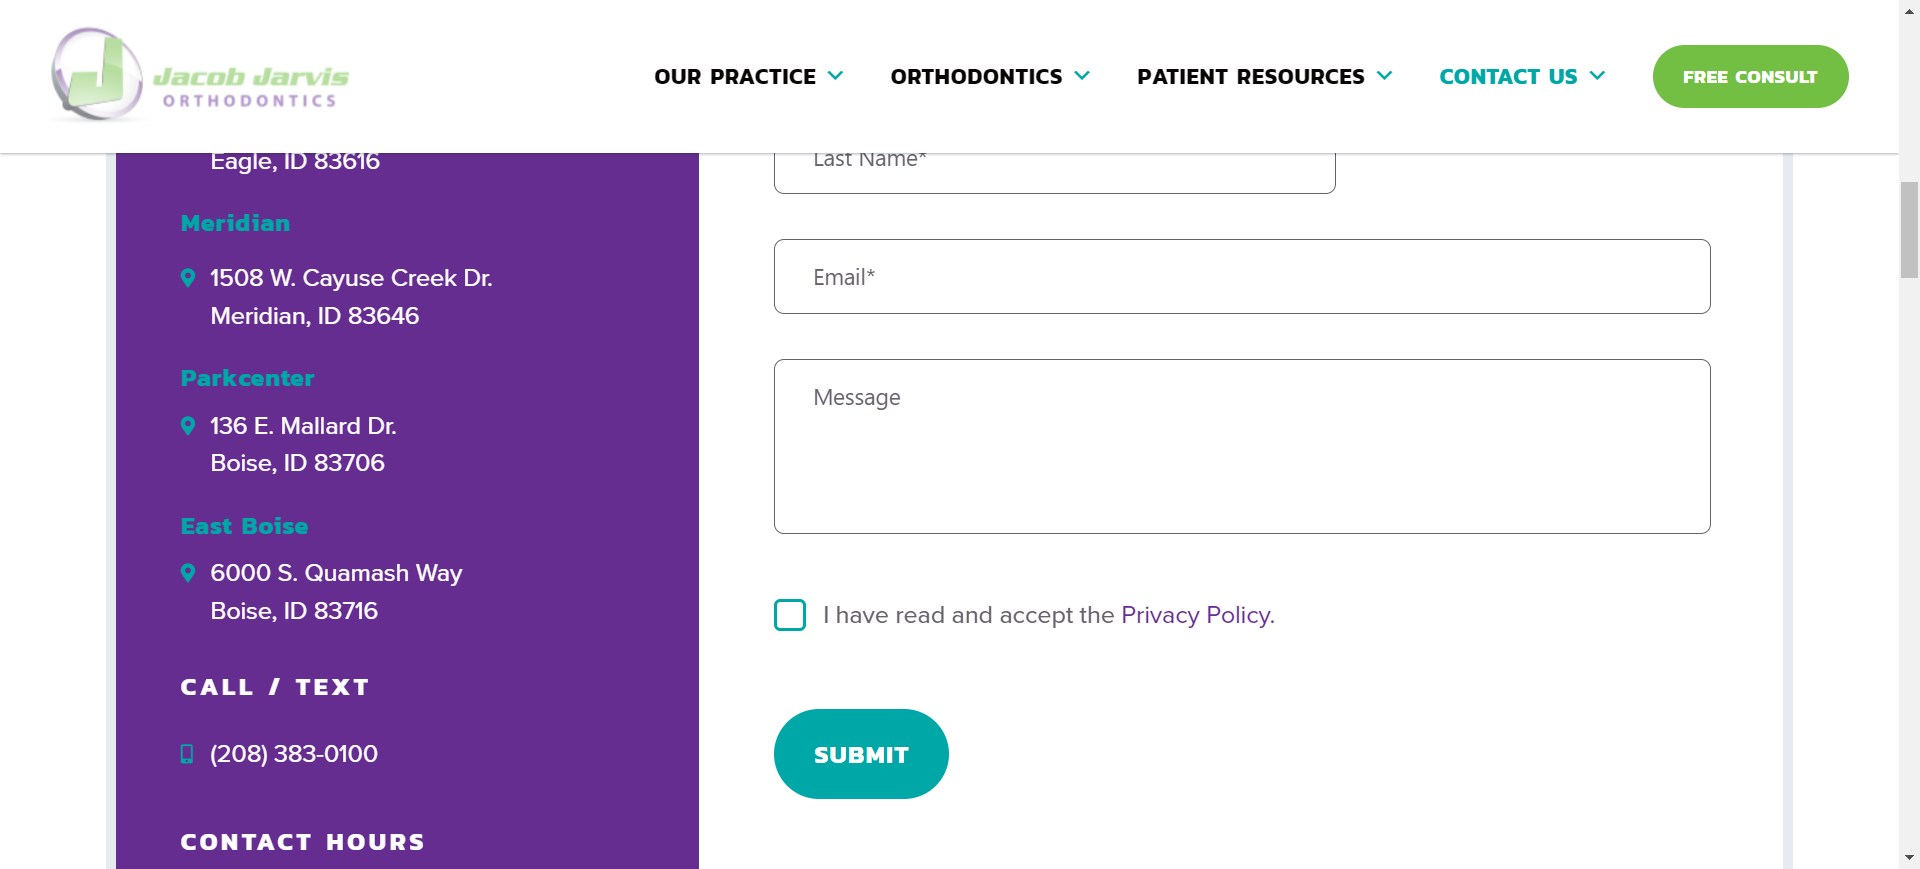 Jacob Jarvis
ORTHODONTICS
OUR PRACTICE
ORTHODONTICS
PATIENT RESOURCES
CONTACT US
FREE CONSULT
Eagle, ID 83616
Meridian
1508 W. Cayuse Creek Dr.
Meridian, ID 83646
Parkcenter
136 E. Mallard Dr.
Boise, ID 83706
East Boise
6000 S. Quamash Way
Boise, ID 83716
CALL / TEXT
(208) 383-0100
CONTACT HOURS
Last Name*
Email*
Message
I have read and accept the Privacy Policy.
SUBMIT